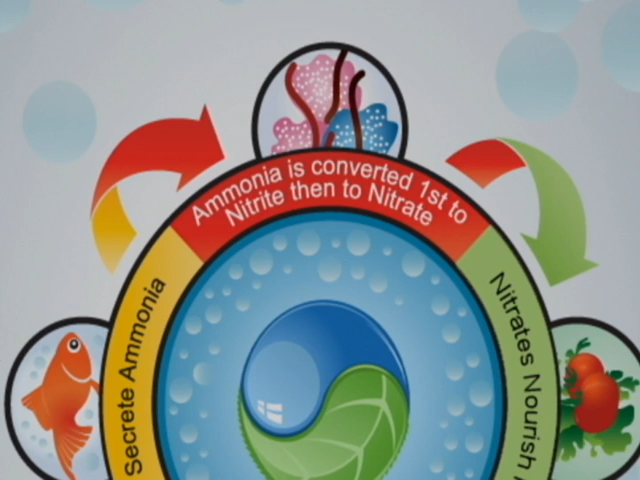 Ammonia is converted 1st to
Nitrite then to Nitrate
Secrete Ammonia
Nitrates Nourish